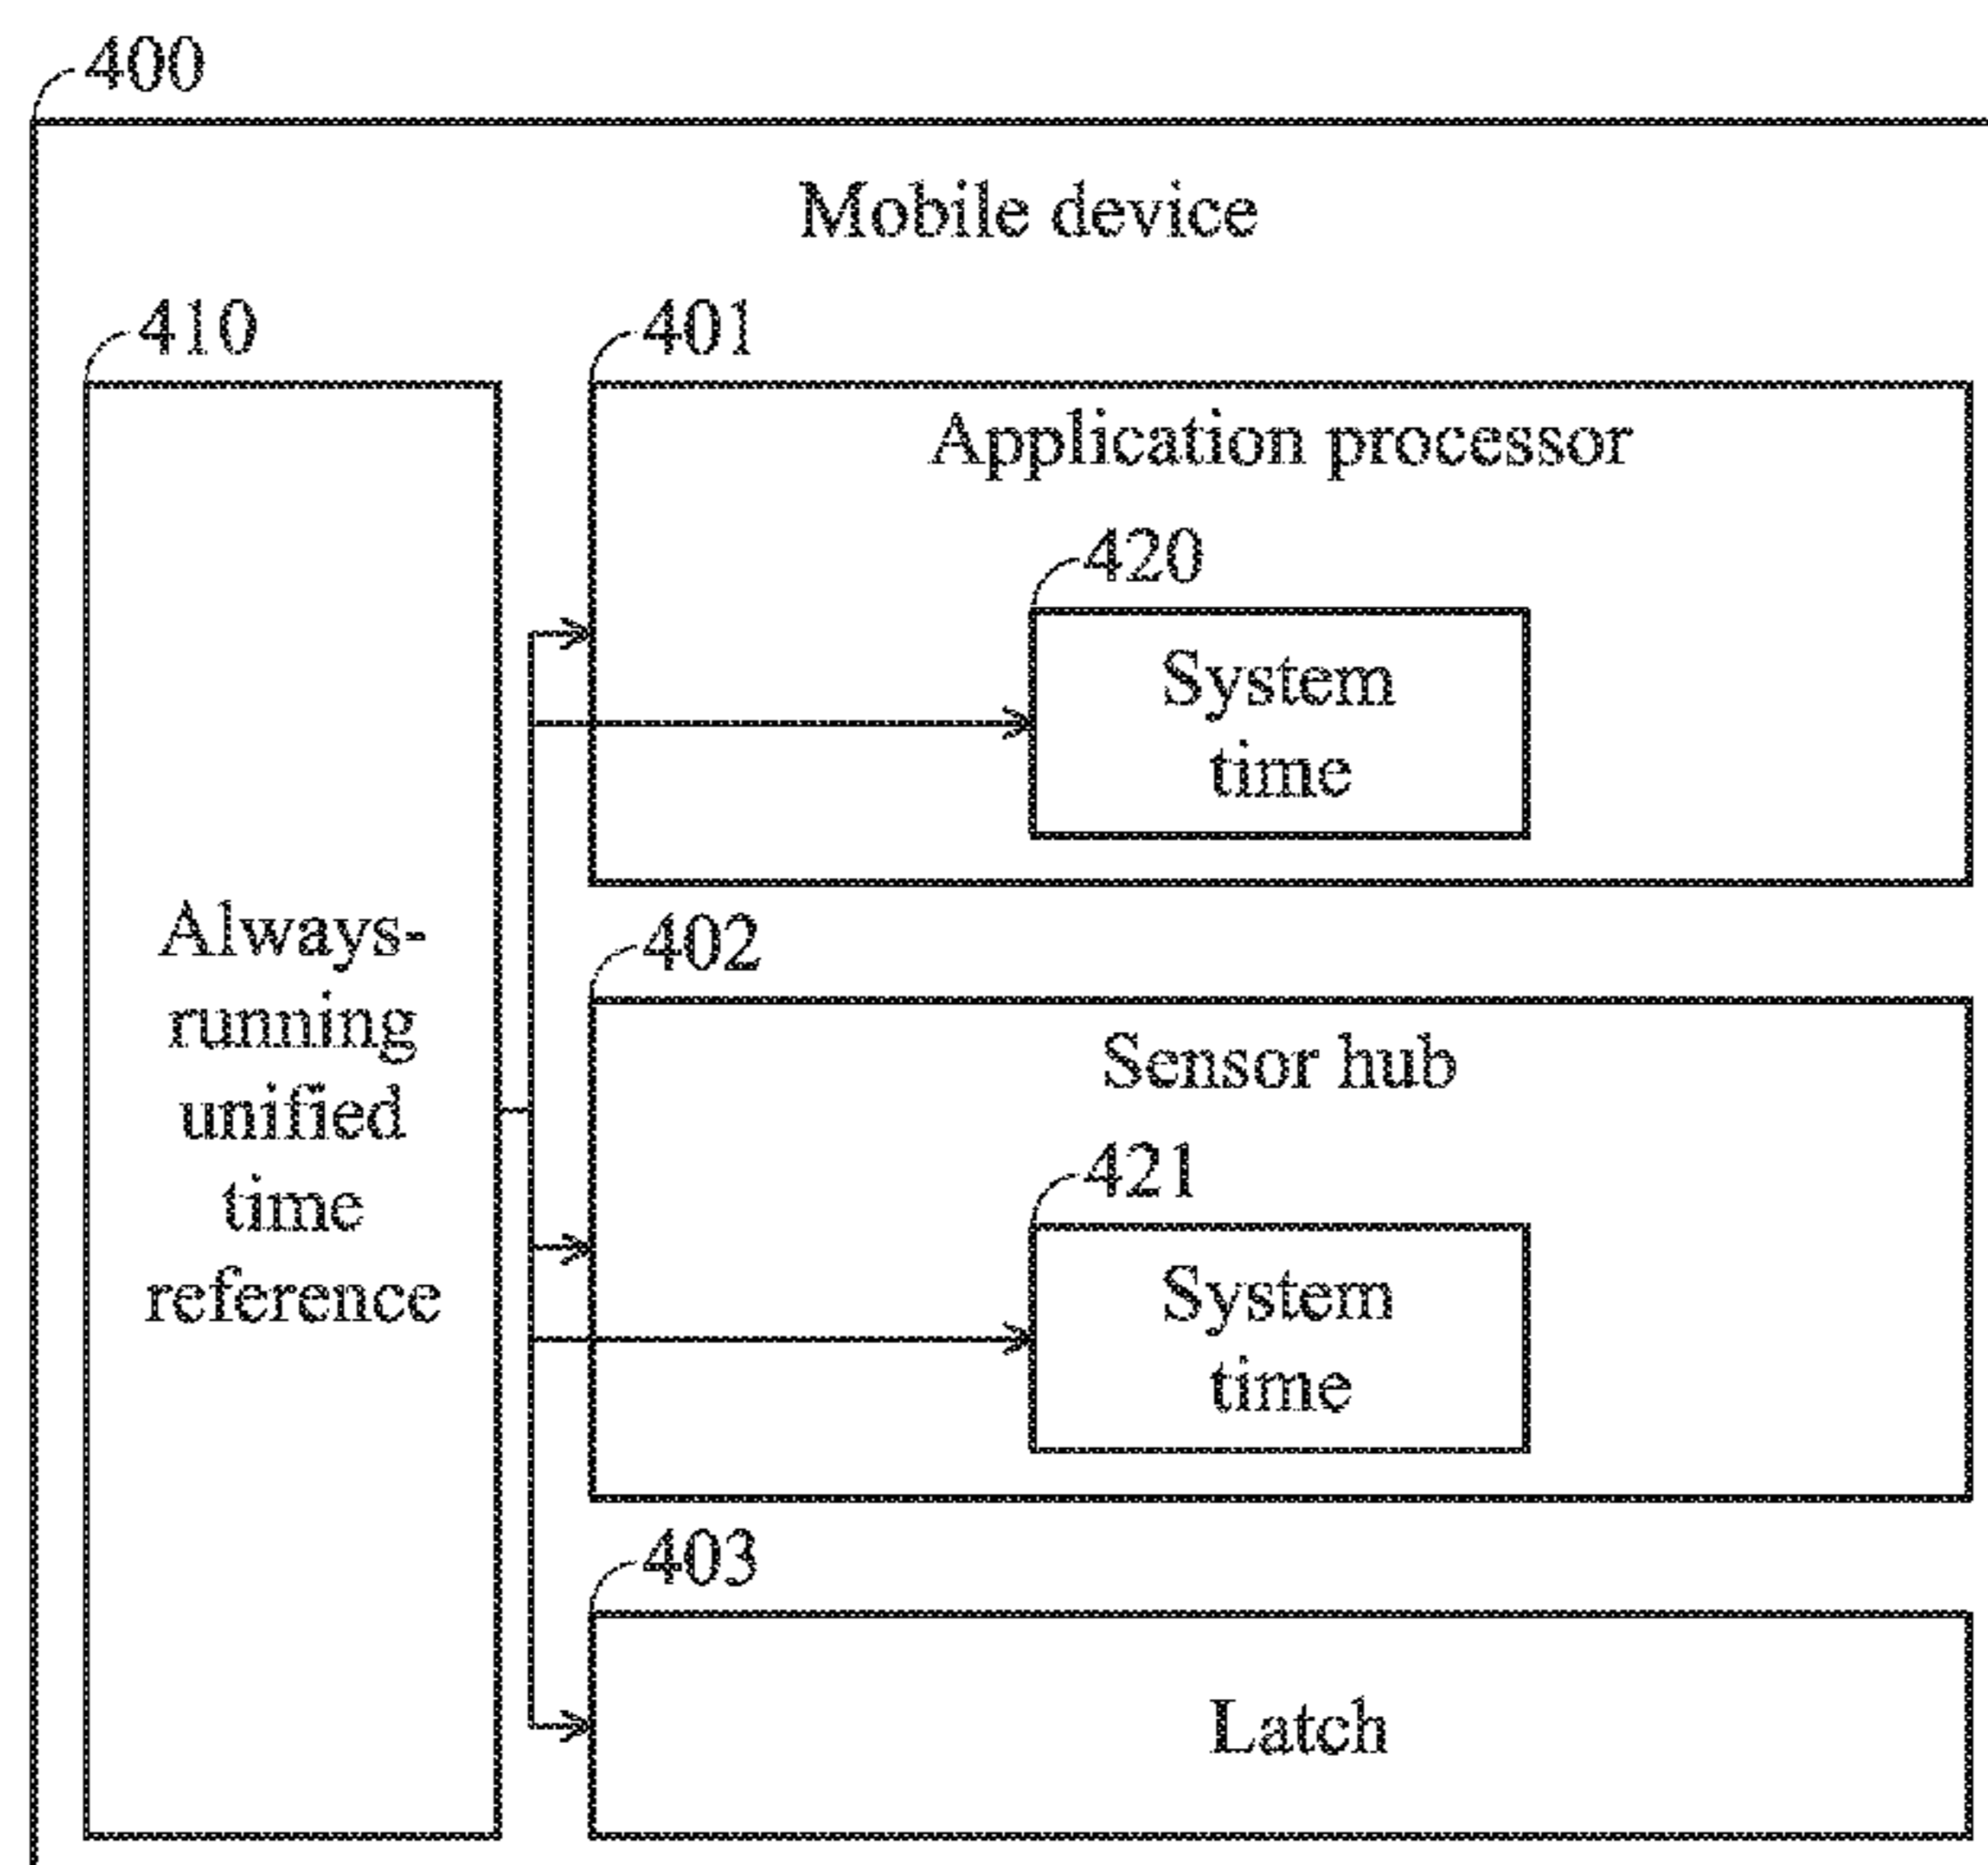 400
Mobile device
410
401
Application processor
420
System
time
Always-
running
unified
time
reference
402
Sensor hub
421
System
time
403
Latch